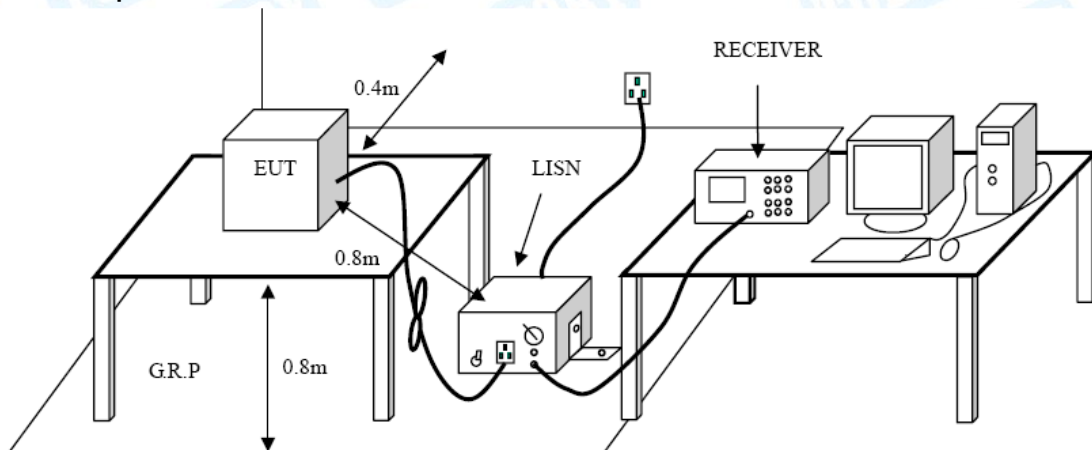 RECEIVER
0.4m
EUT
LISN
0.8m
G.R.P
0.8m